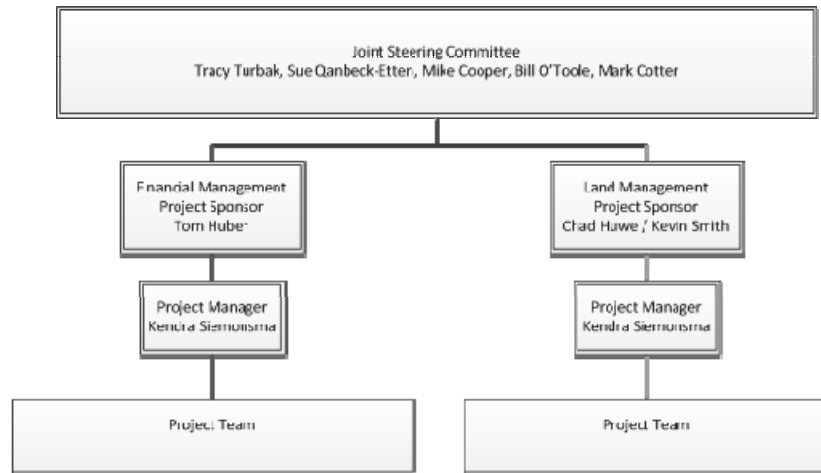 Joint Steering Committee
Tracy Turbak, Sue Qanbeck-Etter, Mike Cooper, Bill O'Toole, Mark Cotter
Financial Management
Project Sponsor
Tom Huber
Land Management
Project Sponsor
Chad Huwe / Kevin Smith
Project Manager
Kendra Siemonsma
Project Manager
Kendra Siemonsma
Project Team
Project Team